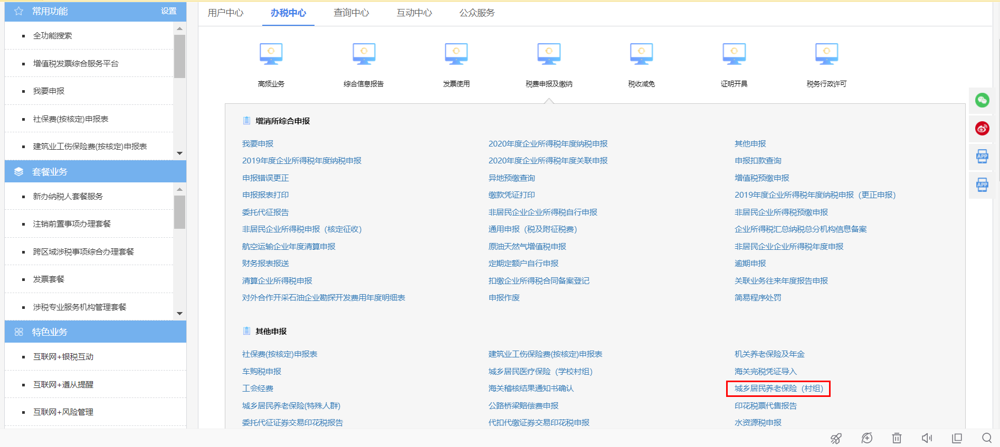 常用功能 设置
全功能搜索
增值税发票综合服务平台
我要申报
社保费(按核定)申报表
建筑业工伤保险费(按核定)申报表
套餐业务
新办纳税人套餐服务
注销前置事项办理套餐
跨区域涉税事项综合办理套餐
发票套餐
涉税专业服务机构管理套餐
特色业务
互联网+银税互动
互联网+遵从提醒
互联网+风险管理
用户中心 办税中心 查询中心 互动中心 公众服务
高频业务 综合信息报告 发票使用 税费申报及缴纳 税收减免 证明开具 税务行政许可
增消所综合申报
我要申报 2020年度企业所得税年度纳税申报 其他申报
2019年度企业所得税年度纳税申报 2020年度企业所得税年度关联申报 申报扣款查询
申报错误更正 异地预缴查询 增值税预缴申报
申报报表打印 缴款凭证打印 2019年度企业所得税年度纳税申报（更正申报）
委托代征报告 非居民企业企业所得税自行申报 非居民企业所得税预缴申报
非居民企业所得税申报（核定征收） 通用申报（税及附征税费） 企业所得税汇总纳税总分机构信息备案
航空运输企业年度清算申报 原油天然气增值税申报 非居民企业企业所得税年度申报
财务报表报送 定期定额户自行申报 逾期申报
清算企业所得税申报 扣缴企业所得税合同备案登记 关联业务往来年度报告申报
对外合作开采石油企业勘探开发费用年度明细表 申报作废 简易程序处罚
其他申报
社保费(按核定)申报表 建筑业工伤保险费(按核定)申报表 机关养老保险及年金
车购税申报 城乡居民医疗保险（学校村组） 海关完税凭证导入
工会经费 海关稽核结果通知书确认 城乡居民养老保险（村组）
城乡居民养老保险(特殊人群) 公路桥梁赔偿费申报 印花税票代售报告
委托代征证券交易印花税报告 代扣代缴证券交易印花税申报 水资源税申报
APP
APP